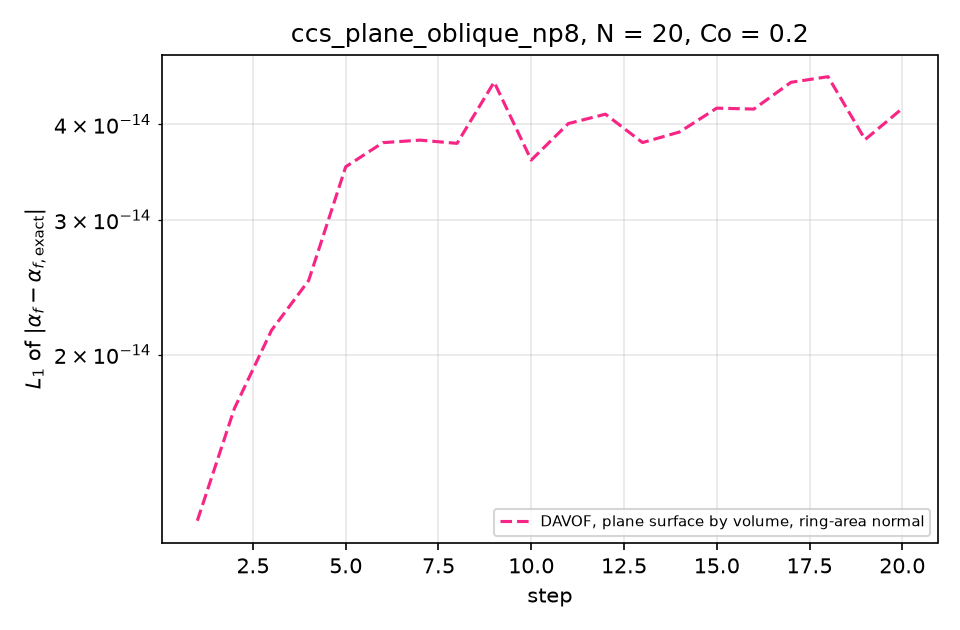 ccs_plane_oblique_np8, N = 20, Co = 0.2
L₁ of |α_f − α_{f,exact}|
4 × 10⁻¹⁴
3 × 10⁻¹⁴
2 × 10⁻¹⁴
DAVOF, plane surface by volume, ring-area normal
2.5 5.0 7.5 10.0 12.5 15.0 17.5 20.0
step